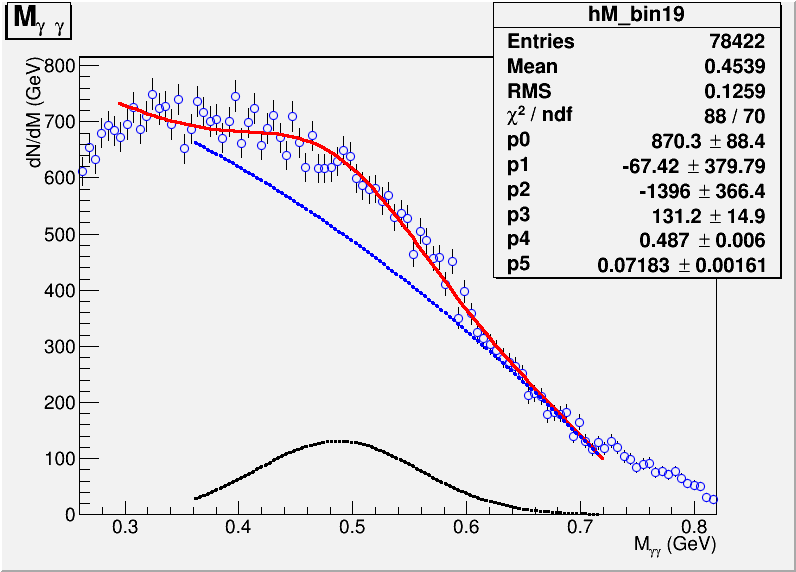 M γ γ
hM_bin19
Entries 78422
Mean 0.4539
RMS 0.1259
χ² / ndf 88 / 70
p0 870.3 ± 88.4
p1 -67.42 ± 379.79
p2 -1396 ± 366.4
p3 131.2 ± 14.9
p4 0.487 ± 0.006
p5 0.07183 ± 0.00161
dN/dM (GeV)
800
700
600
500
400
300
200
100
0
0.3 0.4 0.5 0.6 0.7 0.8
M γγ (GeV)